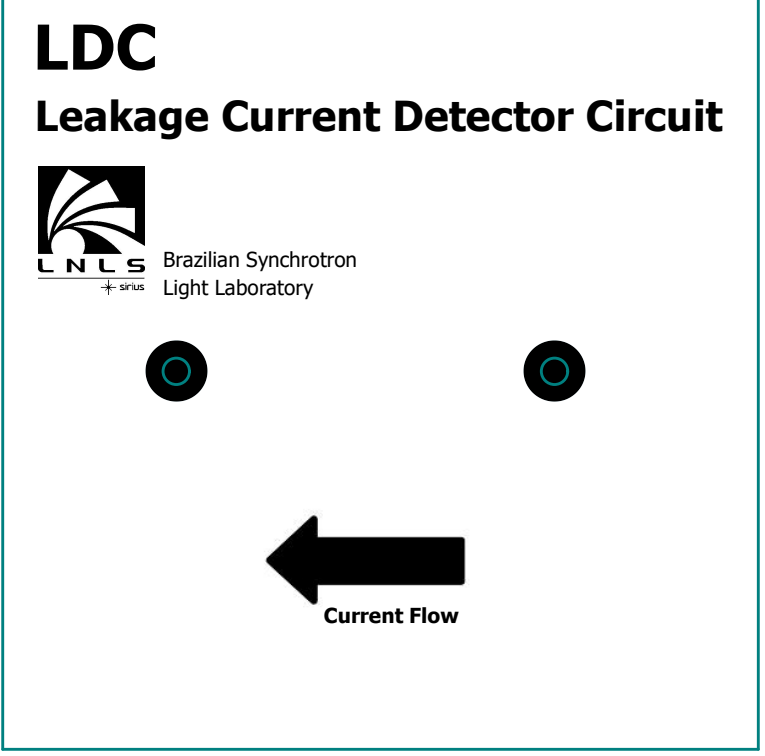 LDC
Leakage Current Detector Circuit
LNLS
sirius
Brazilian Synchrotron
Light Laboratory
Current Flow